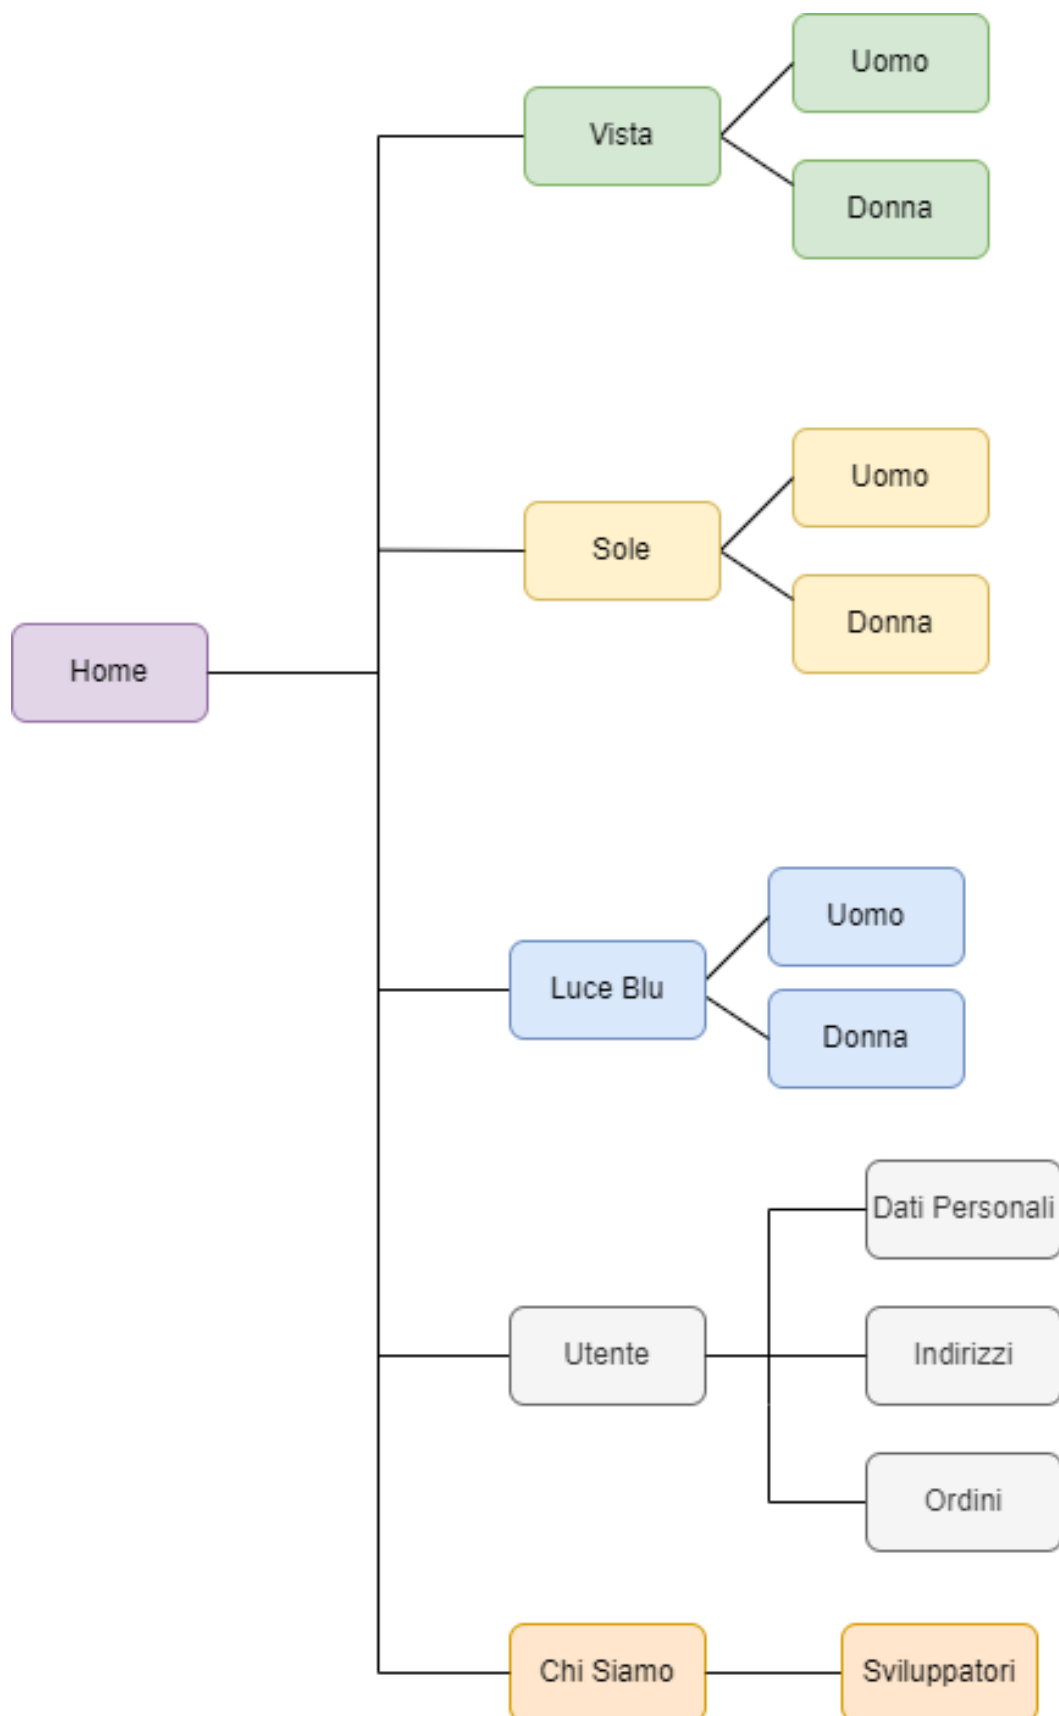 Home
Vista
Uomo
Donna
Sole
Uomo
Donna
Luce Blu
Uomo
Donna
Utente
Dati Personali
Indirizzi
Ordini
Chi Siamo
Sviluppatori